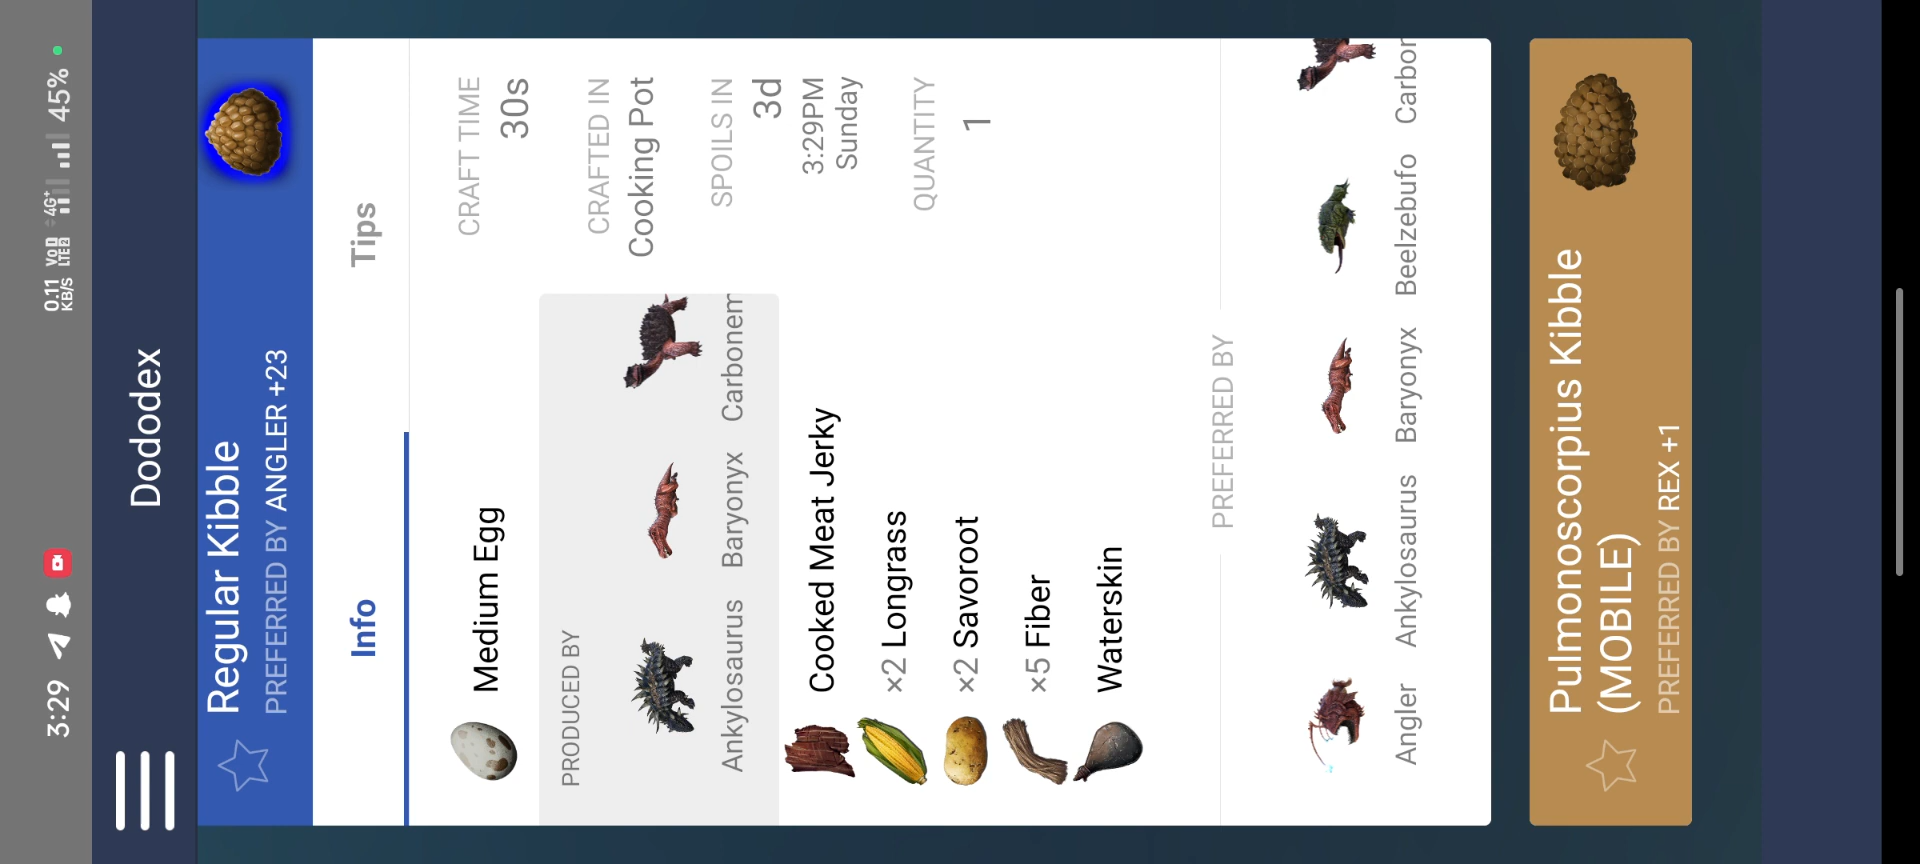 3:29
0.11 KB/S
VoD LTE2
4G+
45%
Dododex
Regular Kibble
PREFERRED BY ANGLER +23
Info
Tips
Medium Egg
PRODUCED BY
Ankylosaurus
Baryonyx
Carbonem
Cooked Meat Jerky
×2 Longrass
×2 Savoroot
×5 Fiber
Waterskin
CRAFT TIME
30s
CRAFTED IN
Cooking Pot
SPOILS IN
3d
3:29PM
Sunday
QUANTITY
1
PREFERRED BY
Angler
Ankylosaurus
Baryonyx
Beelzebufo
Carbon
Pulmonoscorpius Kibble
(MOBILE)
PREFERRED BY REX +1